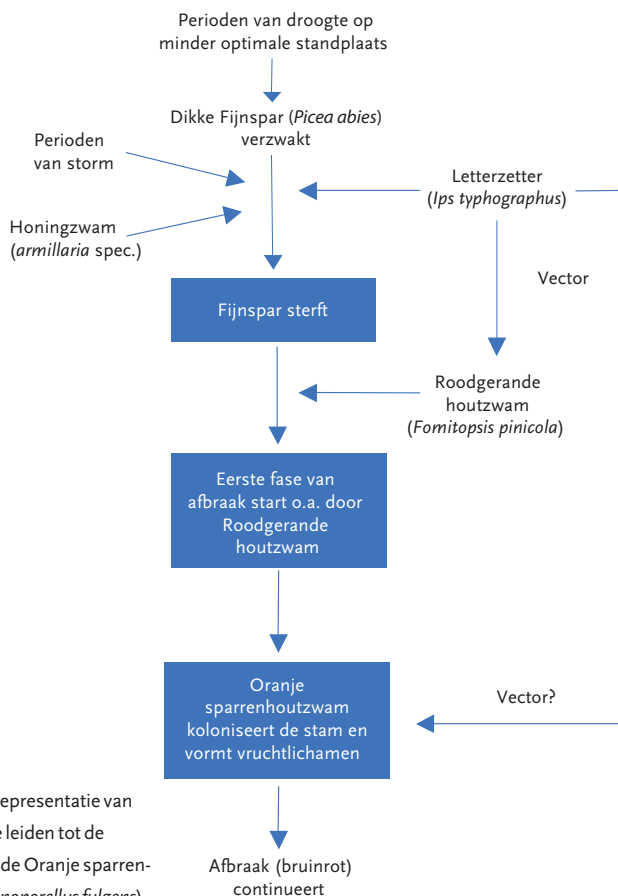 Perioden van droogte op
minder optimale standplaats
Dikke Fijnspar (Picea abies)
verzwakt
Perioden
van storm
Letterzetter
(Ips typhographus)
Honingzwam
(armillaria spec.)
Vector
Fijnspar sterft
Roodgerande
houtzwam
(Fomitopsis pinicola)
Eerste fase van
afbraak start o.a. door
Roodgerande
houtzwam
Oranje
sparrenhoutzwam
koloniseert de stam en
vormt vruchtlichamen
Vector?
epresentatie van
e leiden tot de
de Oranje sparren-
Afbraak (bruinrot)
continueert